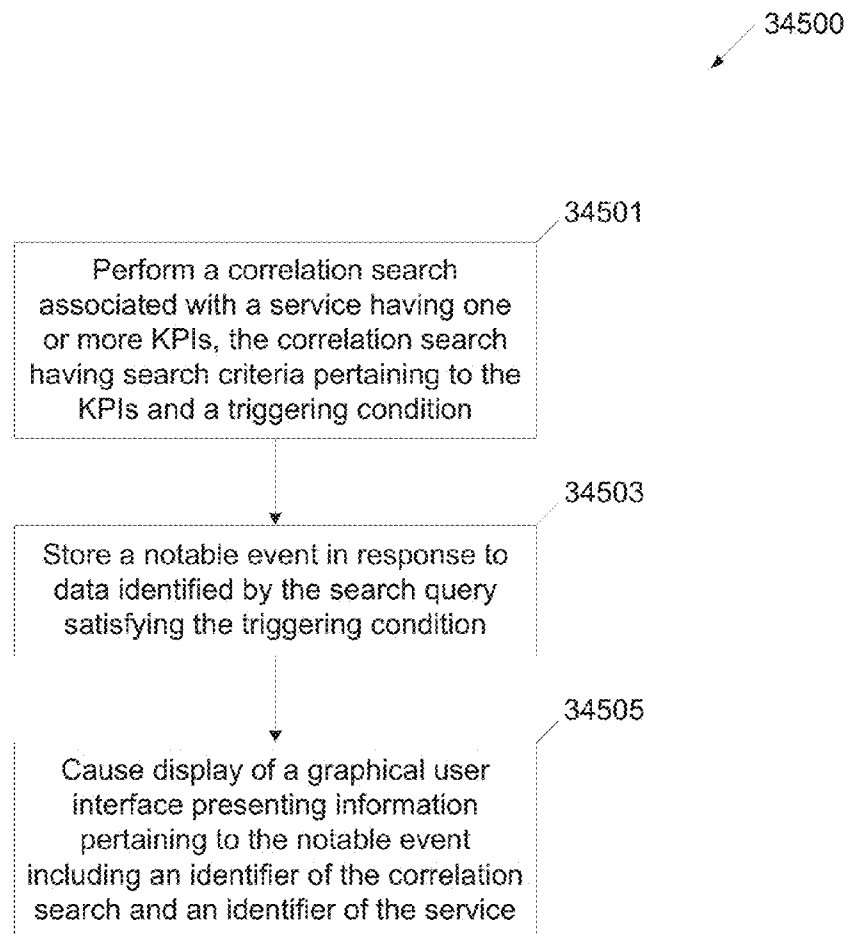 34500
34501
Perform a correlation search
associated with a service having one
or more KPIs, the correlation search
having search criteria pertaining to the
KPIs and a triggering condition
34503
Store a notable event in response to
data identified by the search query
satisfying the triggering condition
34505
Cause display of a graphical user
interface presenting information
pertaining to the notable event
including an identifier of the correlation
search and an identifier of the service